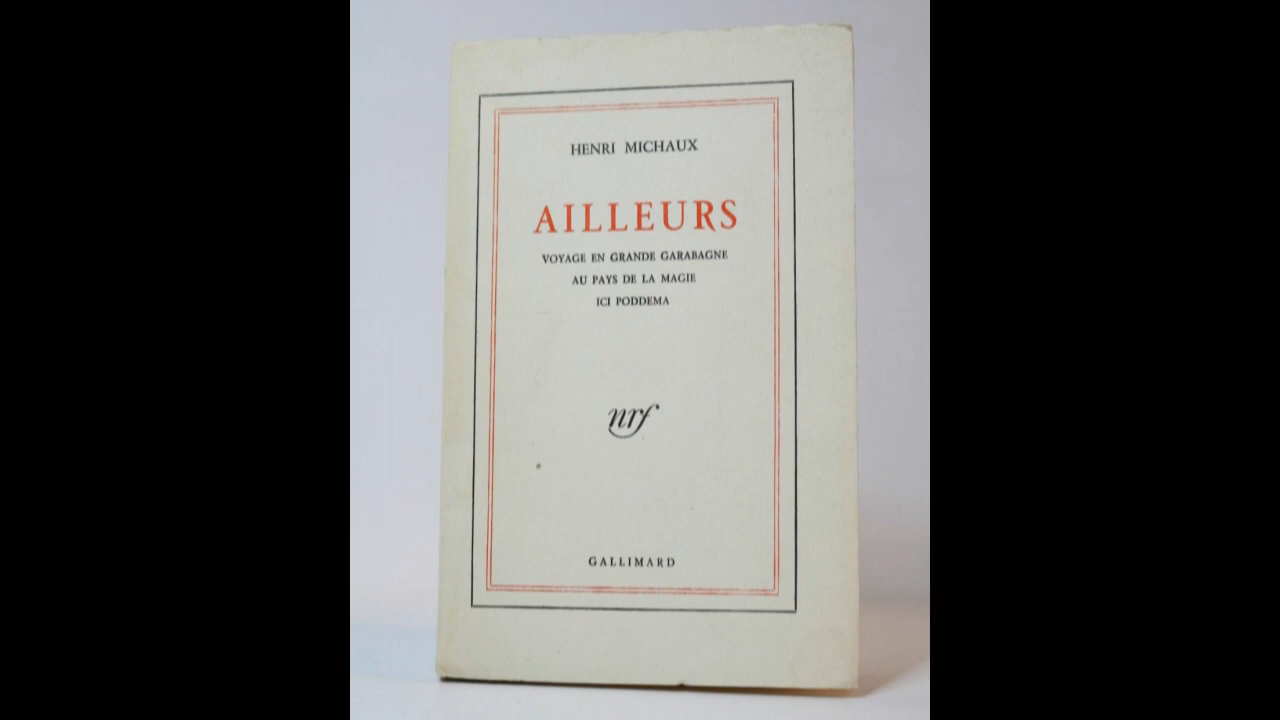 HENRI MICHAUX
AILLEURS
VOYAGE EN GRANDE GARABAGNE
AU PAYS DE LA MAGIE
ICI PODDEMA
nrf
GALLIMARD